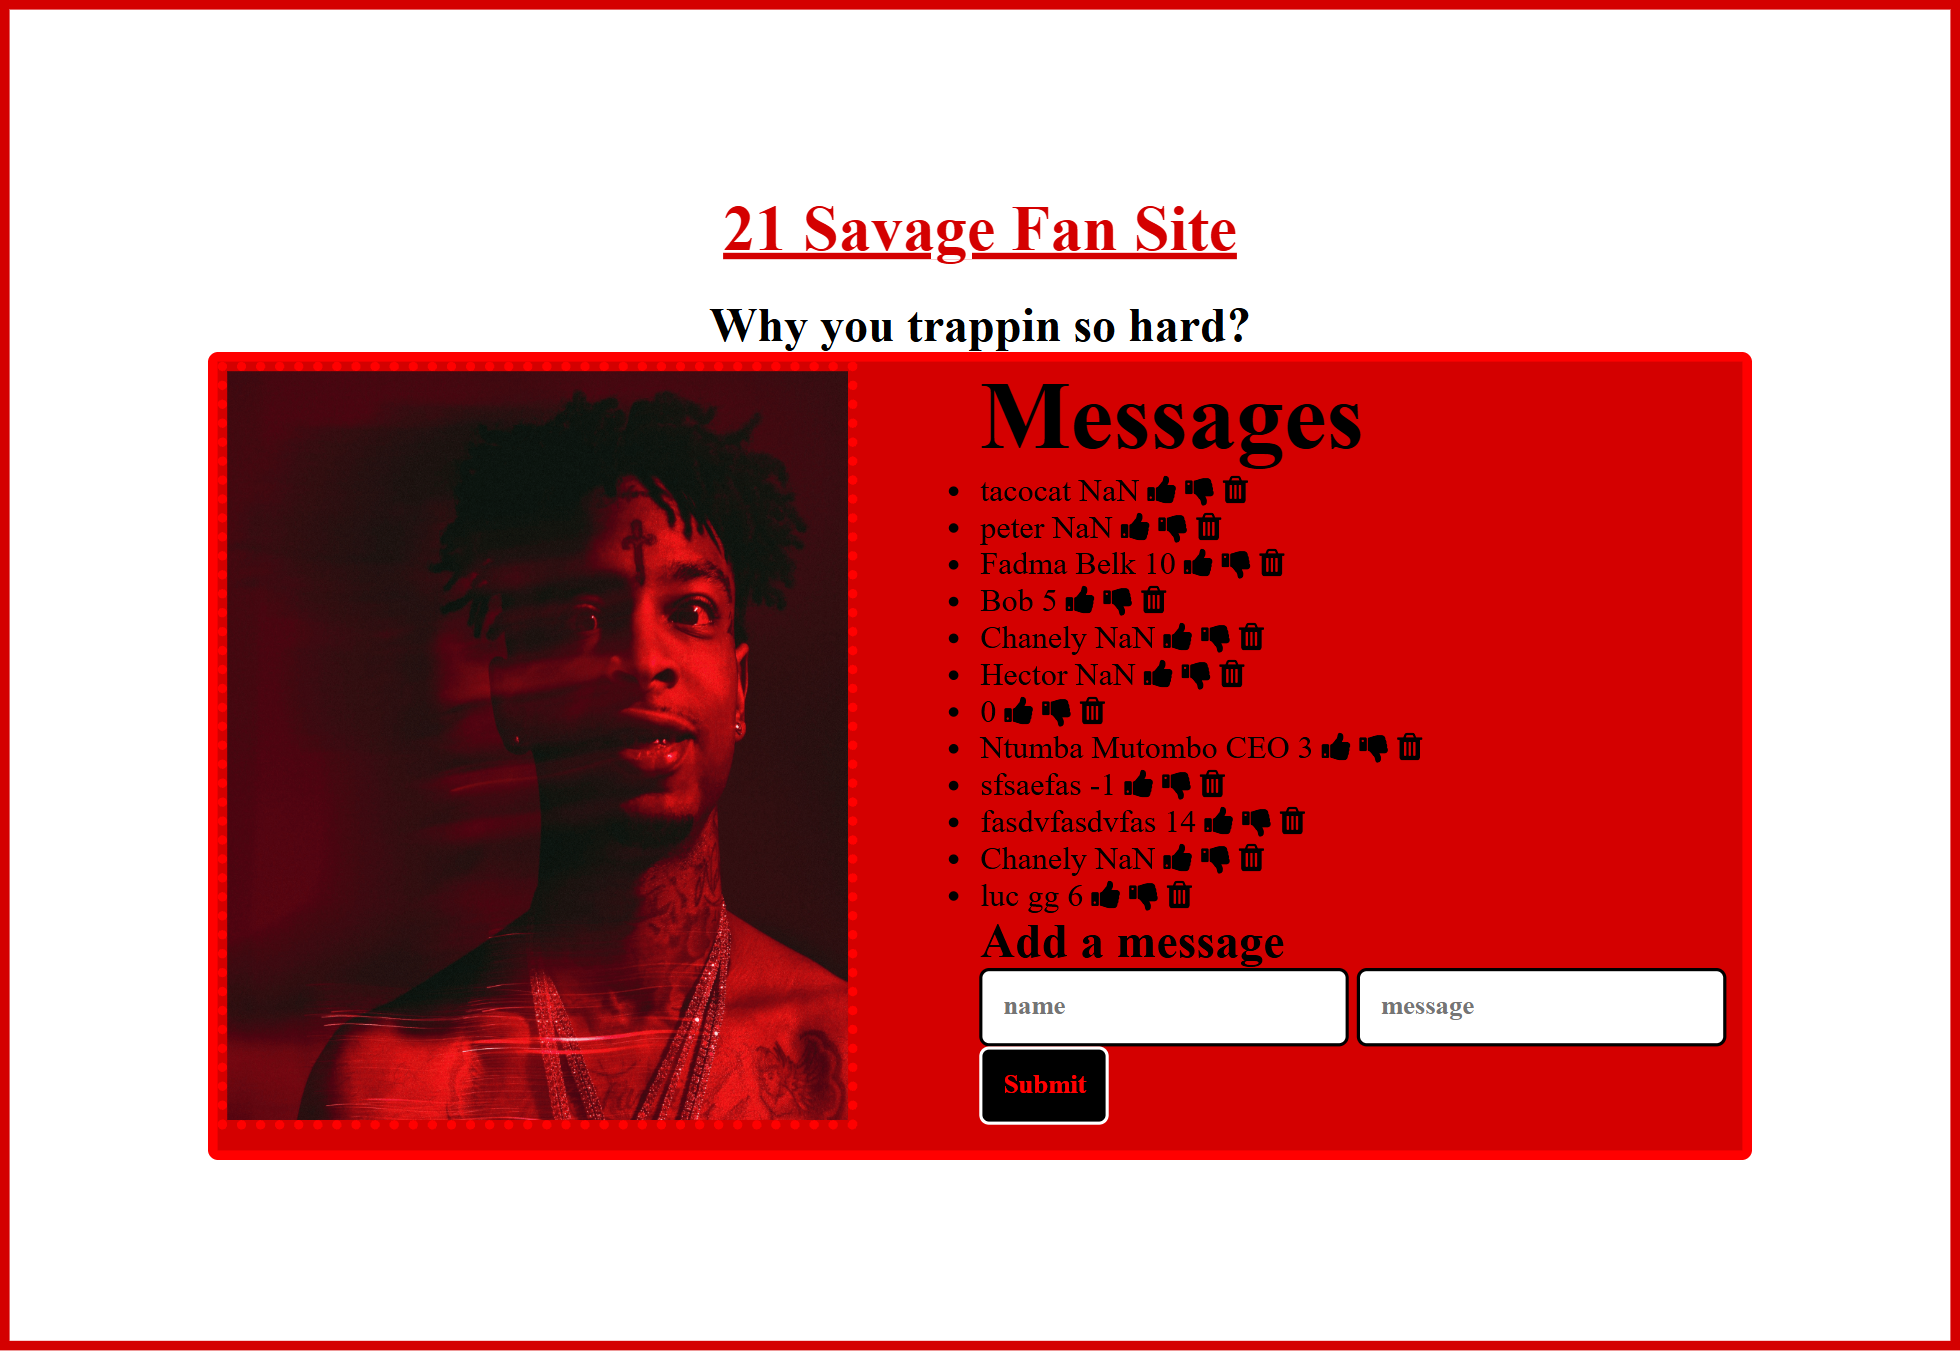 21 Savage Fan Site
Why you trappin so hard?
Messages
tacocat NaN
peter NaN
Fadma Belk 10
Bob 5
Chanely NaN
Hector NaN
0
Ntumba Mutombo CEO 3
sfsaefas -1
fasdvfasdvfas 14
Chanely NaN
luc gg 6
Add a message
name message
Submit